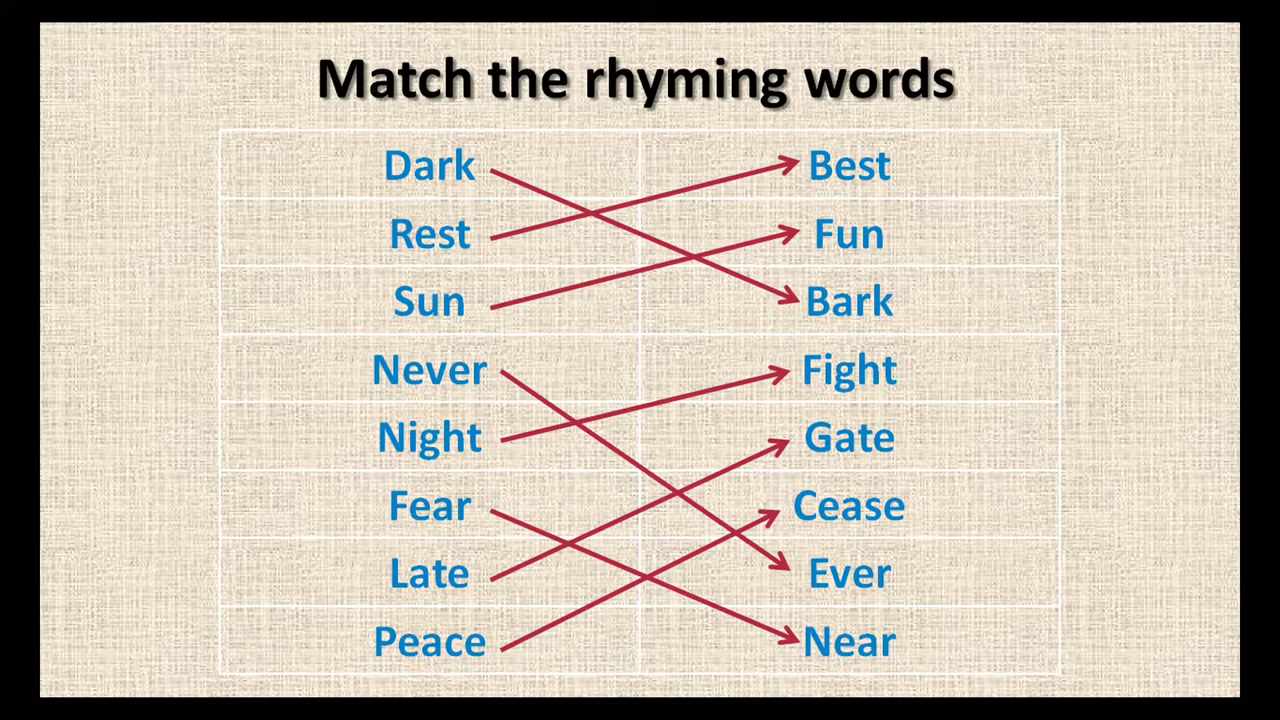 Match the rhyming words
Dark Best
Rest Fun
Sun Bark
Never Fight
Night Gate
Fear Cease
Late Ever
Peace Near